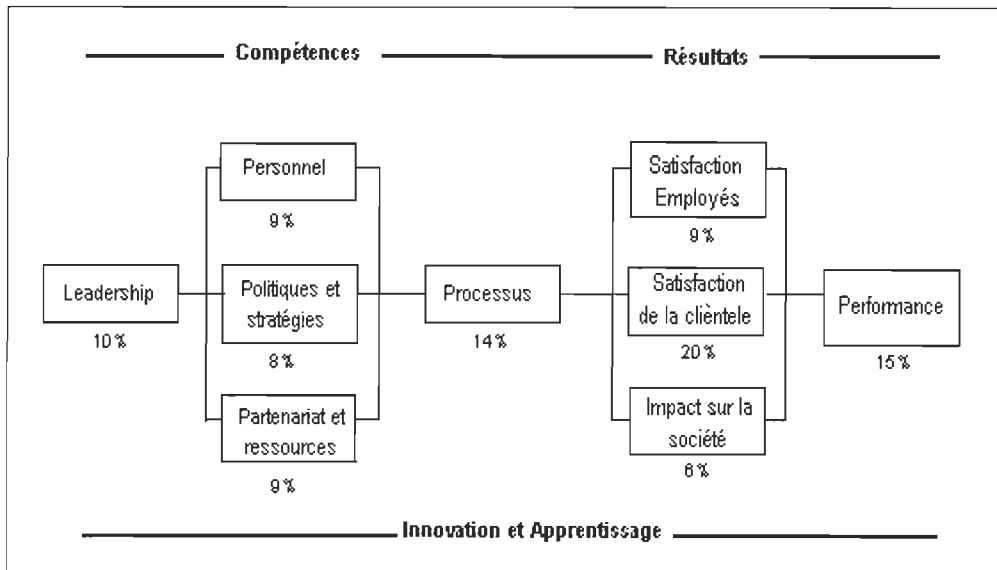 Compétences
Résultats
Personnel
9%
Satisfaction
Employés
9%
Leadership
10%
Politiques et
stratégies
8%
Processus
14%
Satisfaction
de la clièntele
20%
Performance
15%
Partenariat et
ressources
9%
Impact sur la
société
6%
Innovation et Apprentissage